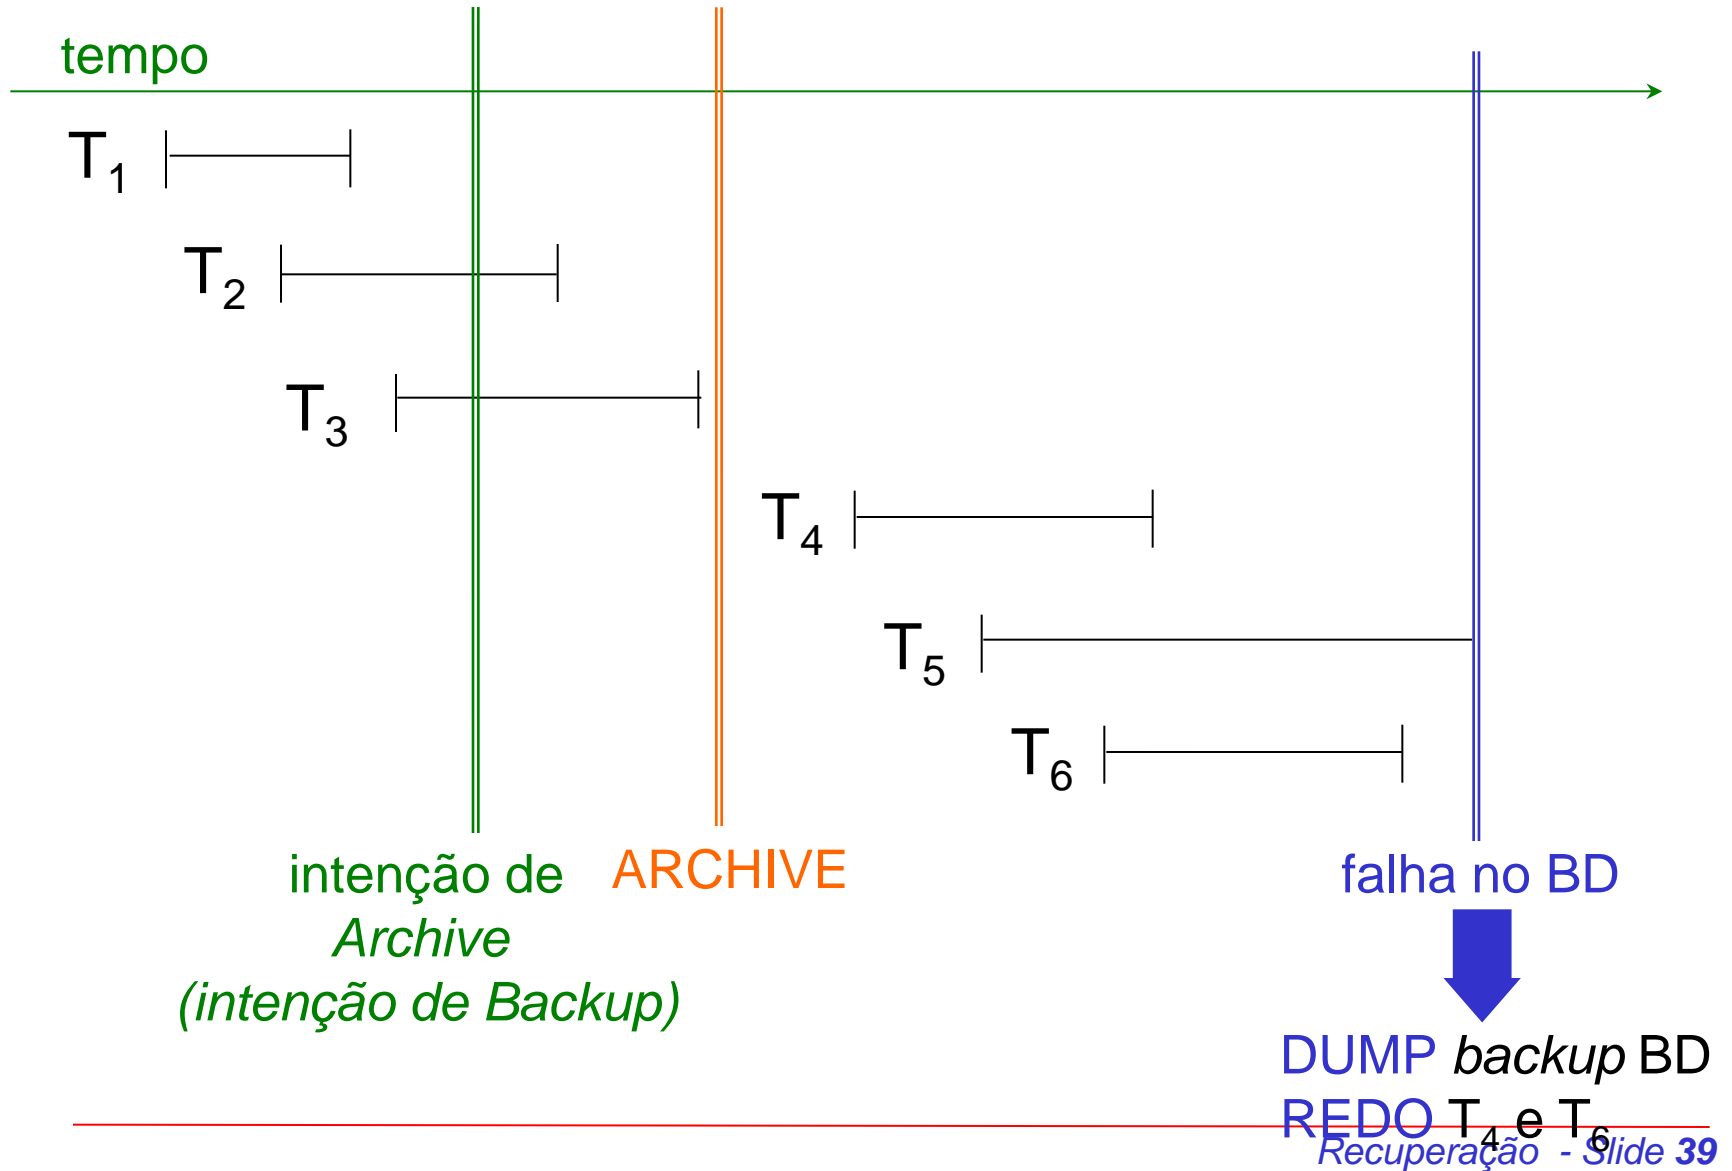 tempo
T1
T2
T3
T4
T5
T6
intenção de
Archive
(intenção de Backup)
ARCHIVE
falha no BD
DUMP backup BD
REDO T4 e T6
Recuperação - Slide 39